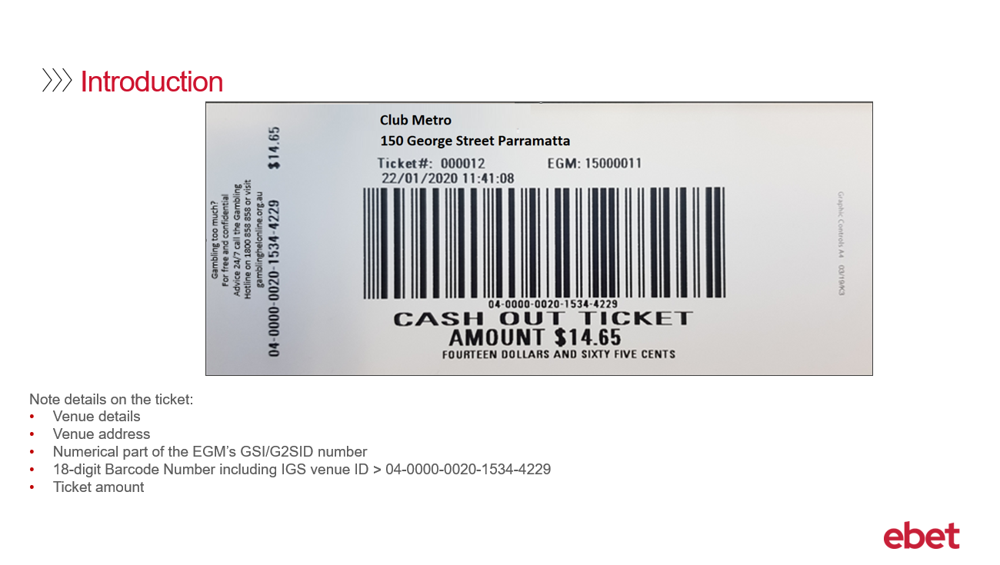 Introduction
Club Metro
150 George Street Parramatta
Ticket#: 000012 EGM: 15000011
22/01/2020 11:41:08
04-0000-0020-1534-4229
CASH OUT TICKET
AMOUNT $14.65
FOURTEEN DOLLARS AND SIXTY FIVE CENTS
Gambling too much?
For free and confidential
Advice 24/7 call the Gambling
Hotline on 1800 858 858 or visit
gamblinghelonline.org.au
04-0000-0020-1534-4229 $14.65
Graphic Controls A4 03/19/K3
Note details on the ticket:
• Venue details
• Venue address
• Numerical part of the EGM’s GSI/G2SID number
• 18-digit Barcode Number including IGS venue ID > 04-0000-0020-1534-4229
• Ticket amount
ebet